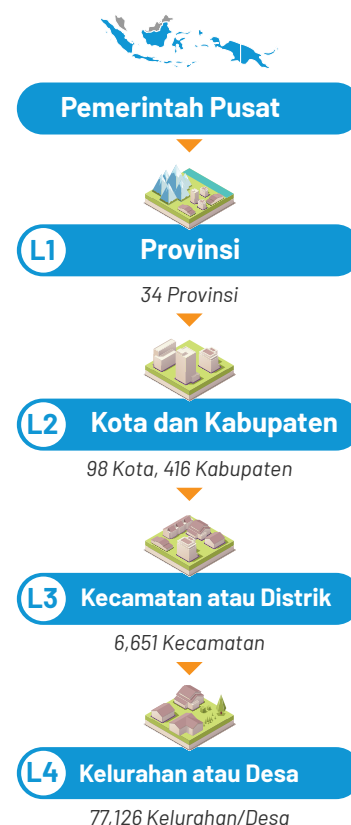 Pemerintah Pusat
L1 Provinsi
34 Provinsi
L2 Kota dan Kabupaten
98 Kota, 416 Kabupaten
L3 Kecamatan atau Distrik
6,651 Kecamatan
L4 Kelurahan atau Desa
77,126 Kelurahan/Desa